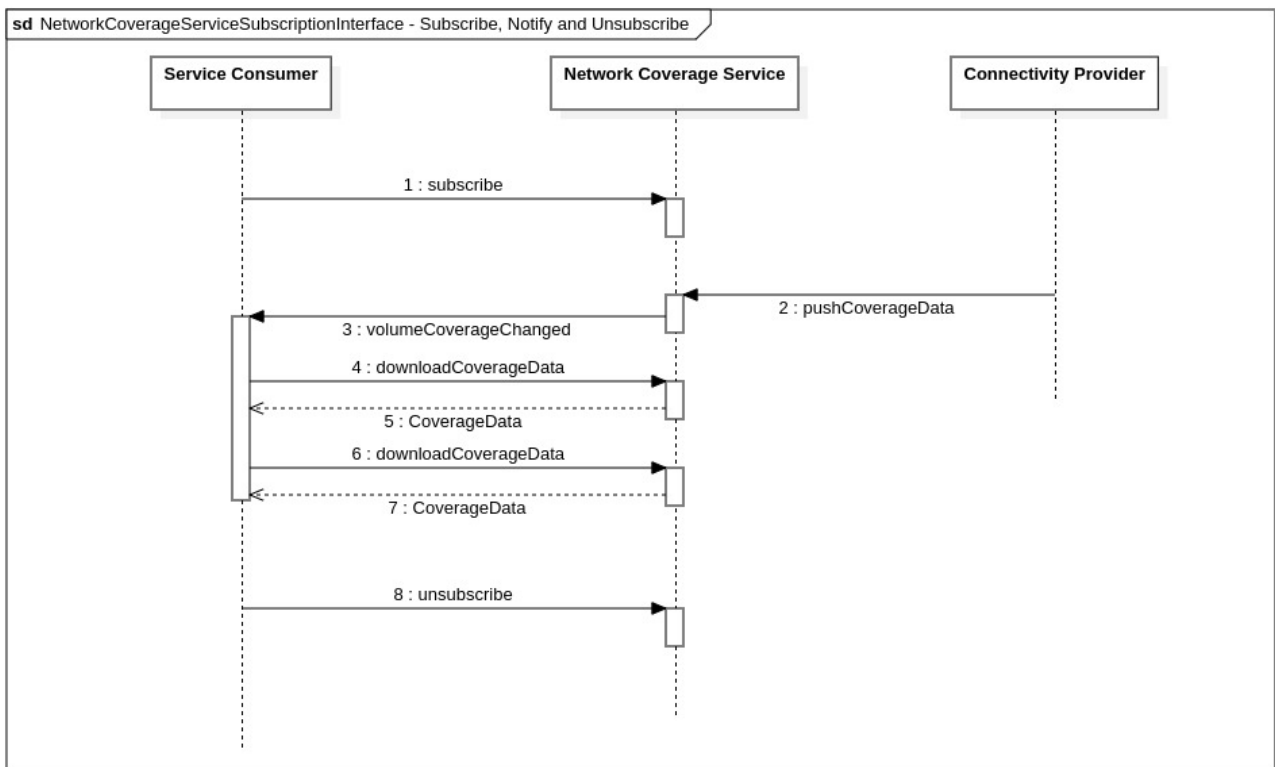 sd NetworkCoverageServiceSubscriptionInterface - Subscribe, Notify and Unsubscribe
Service Consumer
Network Coverage Service
Connectivity Provider
1 : subscribe
2 : pushCoverageData
3 : volumeCoverageChanged
4 : downloadCoverageData
5 : CoverageData
6 : downloadCoverageData
7 : CoverageData
8 : unsubscribe